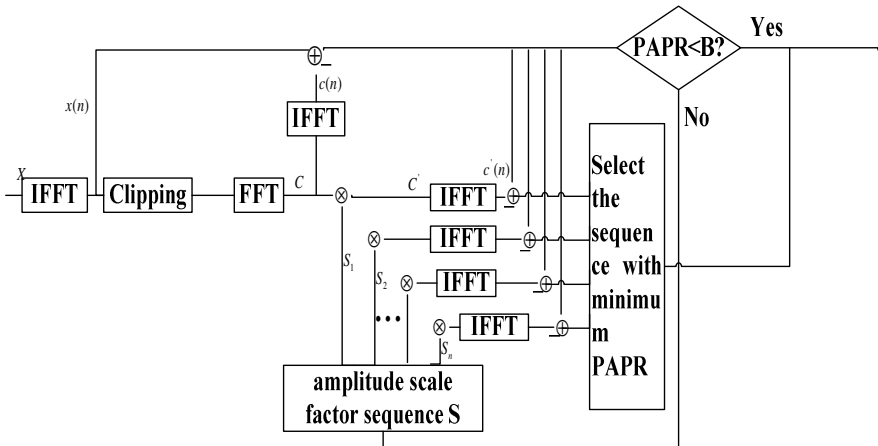 PAPR<B?
Yes
No
x(n)
c(n)
IFFT
X
IFFT
Clipping
FFT
C
C'
IFFT
c'(n)
IFFT
IFFT
IFFT
S1
S2
...
Sn
Select
the
sequen
ce with
minimu
m
PAPR
amplitude scale
factor sequence S